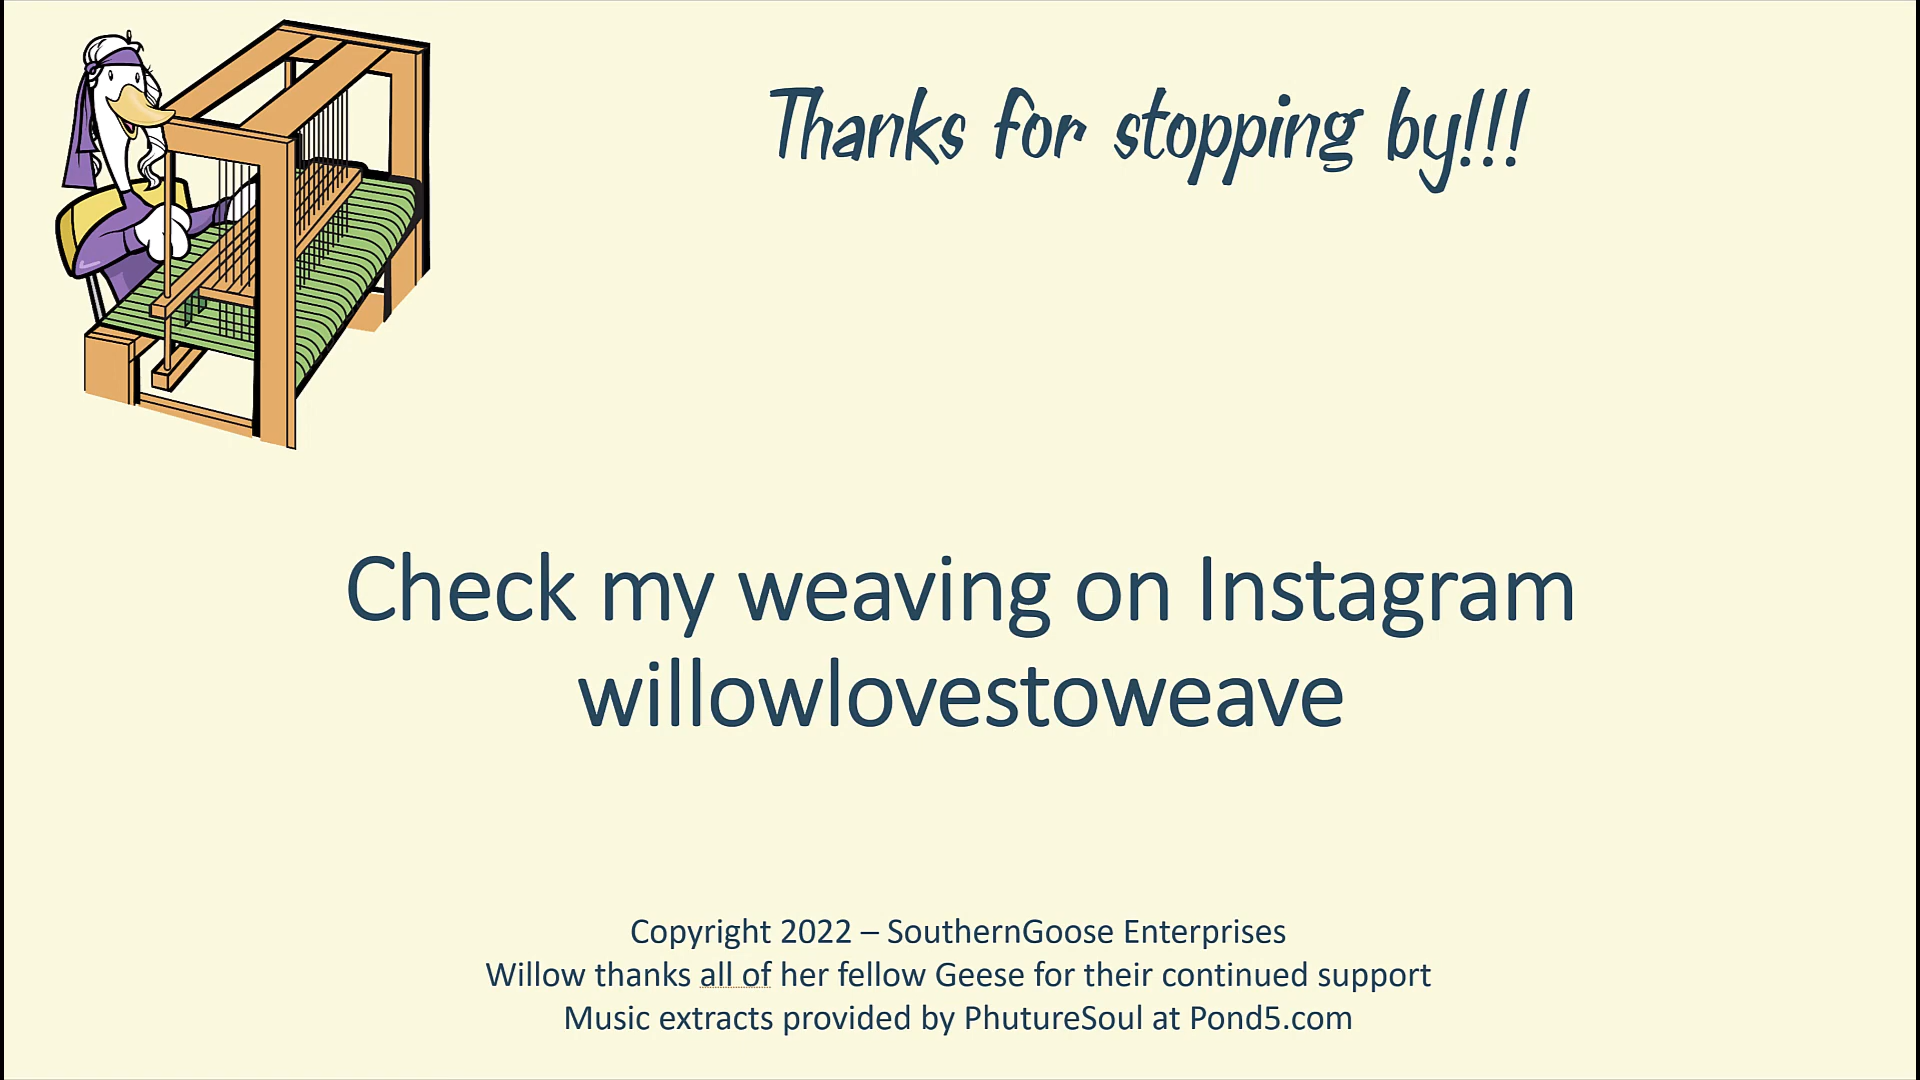 Thanks for stopping by!!!
Check my weaving on Instagram
willowlovestoweave
Copyright 2022 – SouthernGoose Enterprises
Willow thanks all of her fellow Geese for their continued support
Music extracts provided by PhutureSoul at Pond5.com